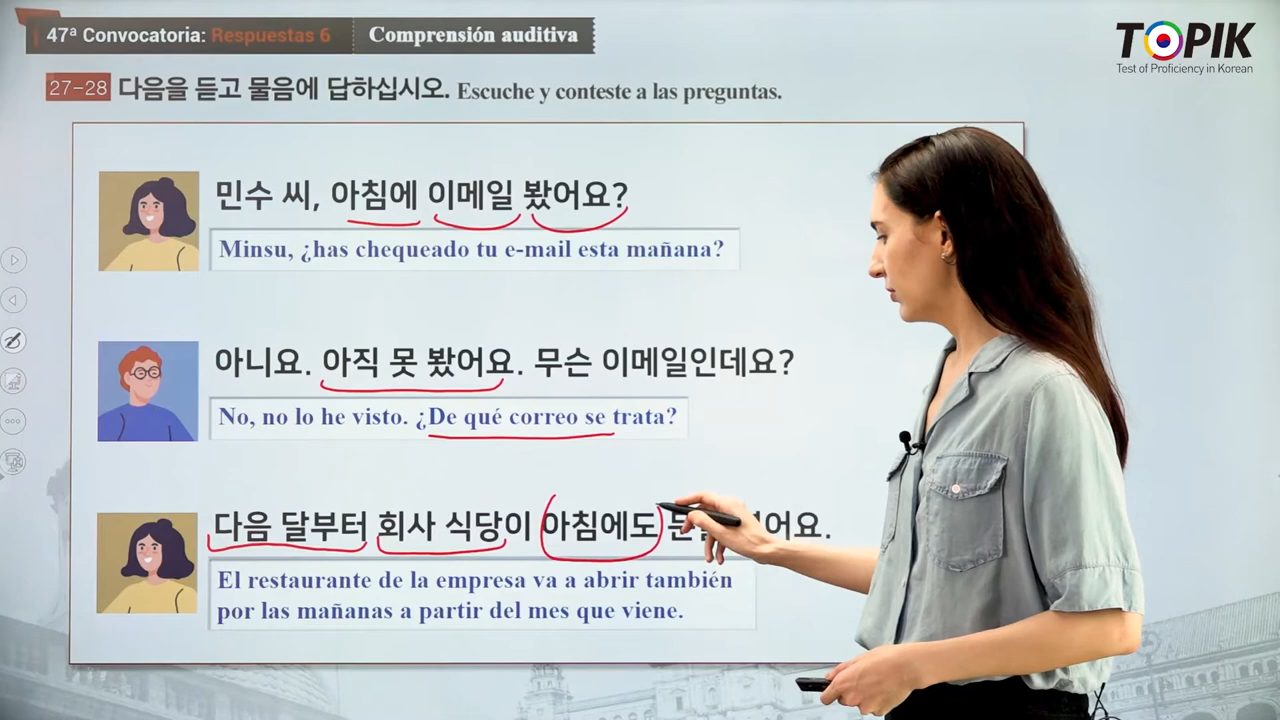 47ª Convocatoria: Respuestas 6 Comprensión auditiva
TOPIK
Test of Proficiency in Korean
27-28 다음을 듣고 물음에 답하십시오. Escuche y conteste a las preguntas.
민수 씨, 아침에 이메일 봤어요?
Minsu, ¿has chequeado tu e-mail esta mañana?
아니요. 아직 못 봤어요. 무슨 이메일인데요?
No, no lo he visto. ¿De qué correo se trata?
다음 달부터 회사 식당이 아침에도
El restaurante de la empresa va a abrir también
por las mañanas a partir del mes que viene.